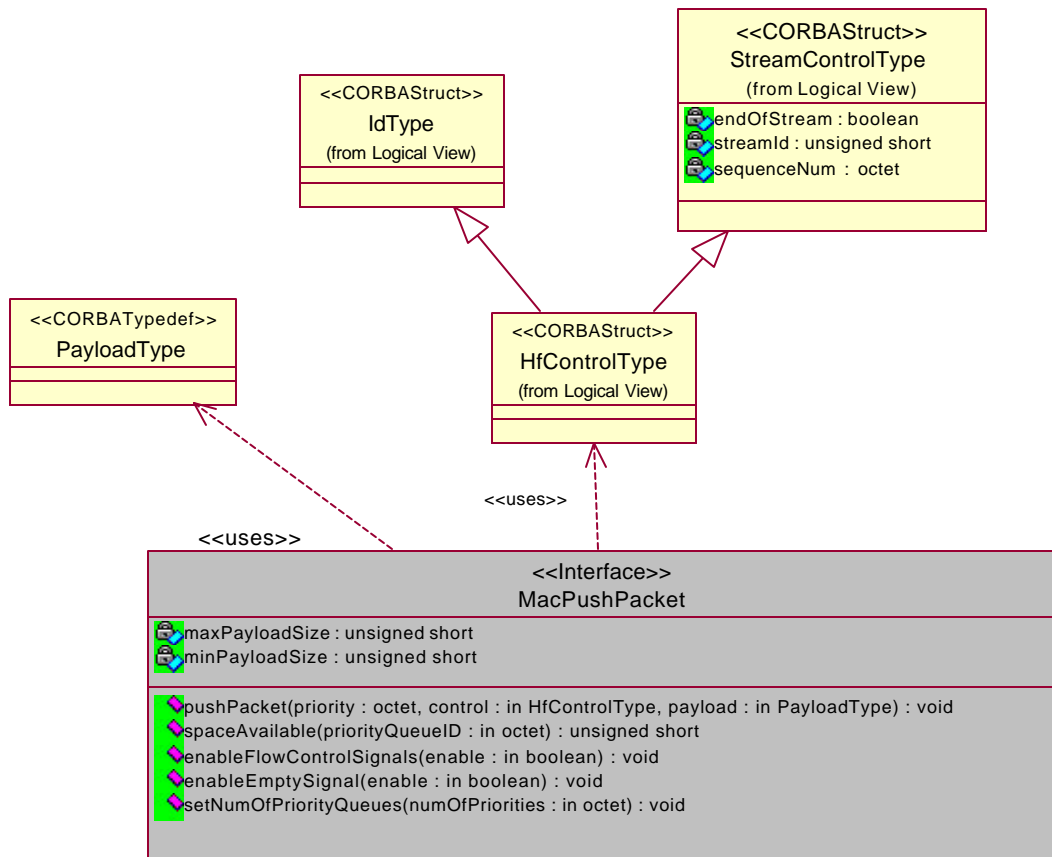 <<CORBAStruct>>
StreamControlType
(from Logical View)
endOfStream : boolean
streamId : unsigned short
sequenceNum : octet
<<CORBAStruct>>
IdType
(from Logical View)
<<CORBATypedef>>
PayloadType
<<CORBAStruct>>
HfControlType
(from Logical View)
<<uses>>
<<uses>>
<<Interface>>
MacPushPacket
maxPayloadSize : unsigned short
minPayloadSize : unsigned short
pushPacket(priority : octet, control : in HfControlType, payload : in PayloadType) : void
spaceAvailable(priorityQueueID : in octet) : unsigned short
enableFlowControlSignals(enable : in boolean) : void
enableEmptySignal(enable : in boolean) : void
setNumOfPriorityQueues(numOfPriorities : in octet) : void